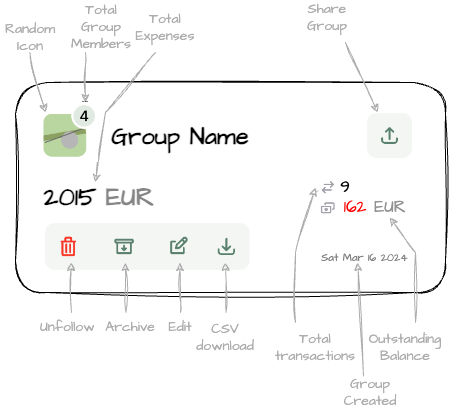 Random
Icon
Total
Group
Members
Total
Expenses
Share
Group
4
Group Name
2015 EUR
9
162 EUR
Sat Mar 16 2024
Unfollow
Archive
Edit
CSV
download
Total
transactions
Outstanding
Balance
Group
Created